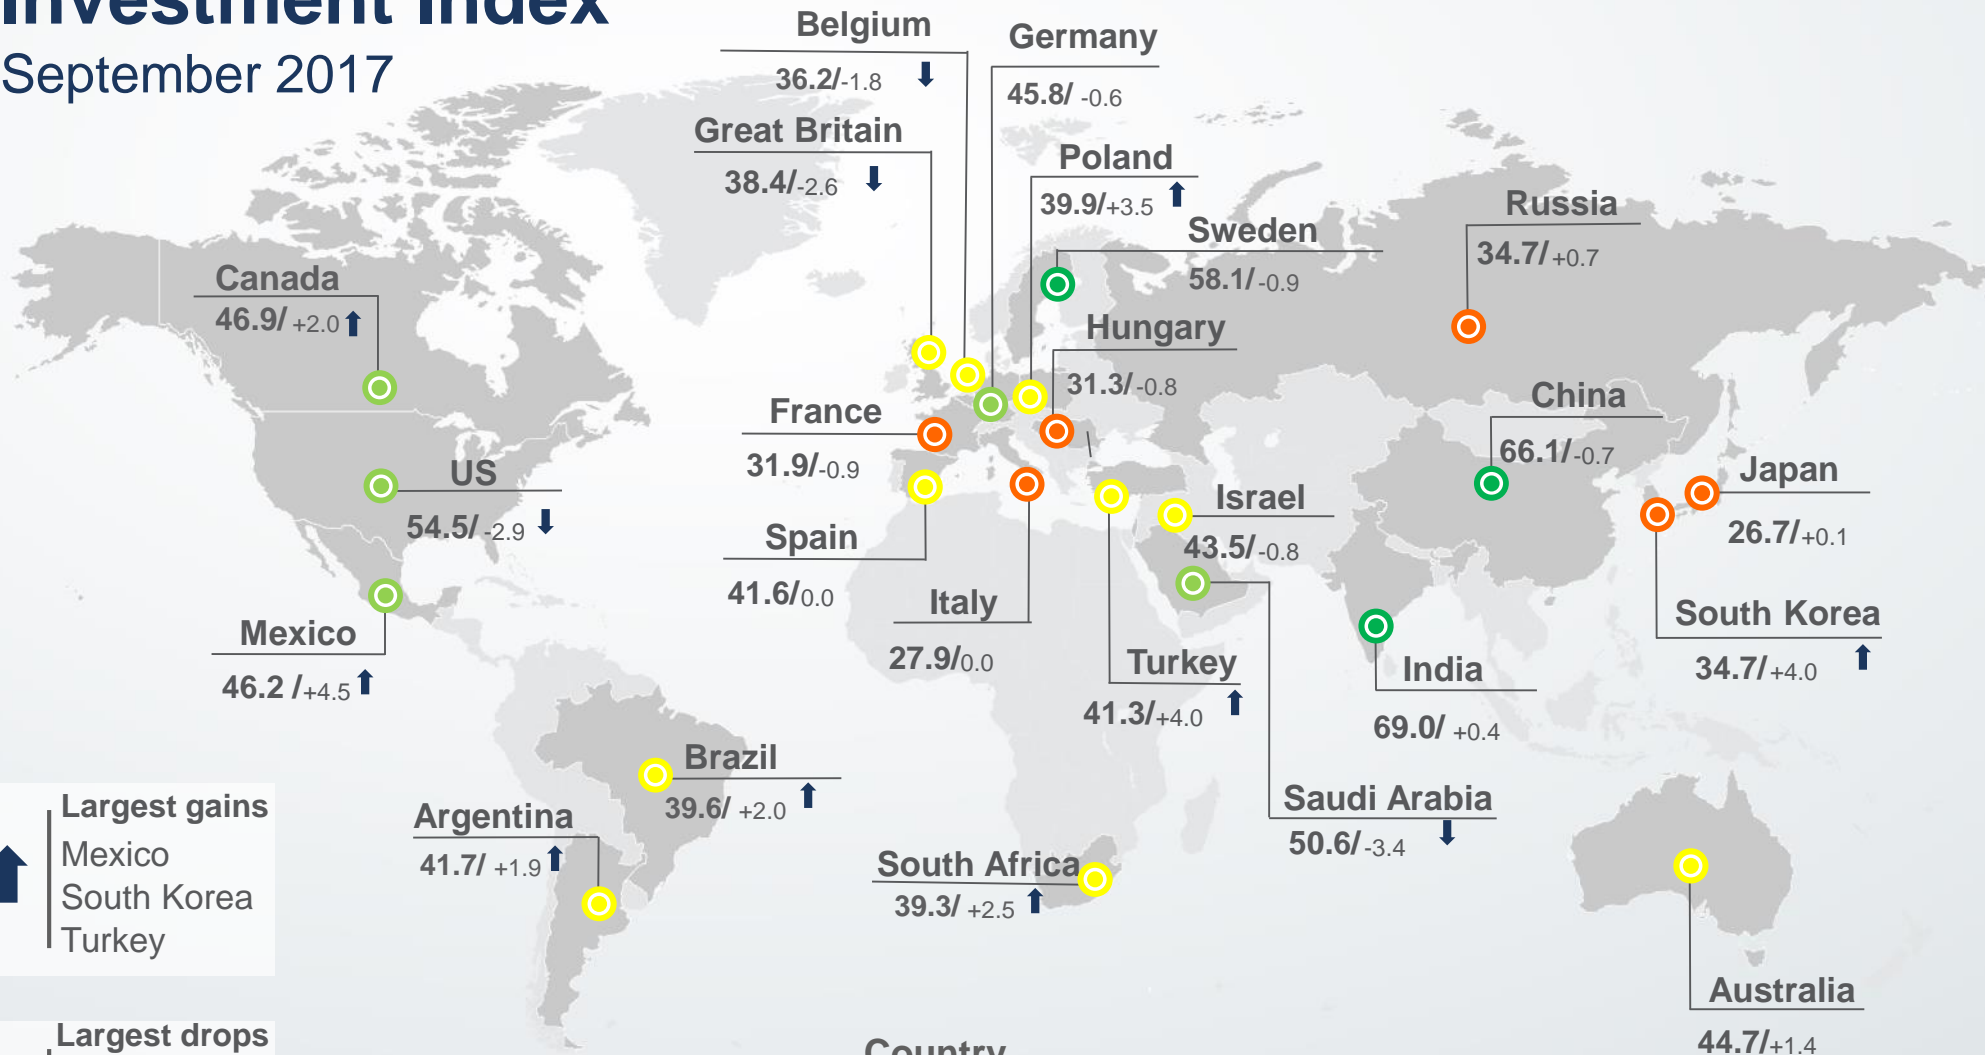 Investment Index
September 2017
Belgium
36.2/-1.8
Germany
45.8/ -0.6
Great Britain
38.4/-2.6
Poland
39.9/+3.5
Sweden
58.1/ -0.9
Russia
34.7/ +0.7
Canada
46.9/ +2.0
Hungary
31.3/-0.8
China
66.1/-0.7
France
31.9/-0.9
US
54.5/ -2.9
Japan
26.7/+0.1
Israel
43.5/-0.8
Spain
41.6/0.0
Italy
27.9/0.0
Mexico
46.2 /+4.5
Turkey
41.3/+4.0
India
69.0/ +0.4
South Korea
34.7/+4.0
Brazil
39.6/ +2.0
Argentina
41.7/ +1.9
Saudi Arabia
50.6/-3.4
South Africa
39.3/ +2.5
Australia
44.7/+1.4
Largest gains
Mexico
South Korea
Turkey
Largest drops
Country